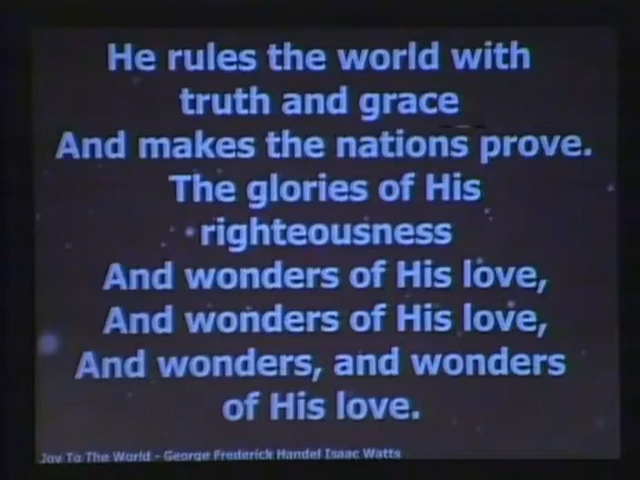 He rules the world with
truth and grace
And makes the nations prove.
The glories of His
righteousness
And wonders of His love,
And wonders of His love,
And wonders, and wonders
of His love.
Joy To The World - George Frederick Handel Isaac Watts